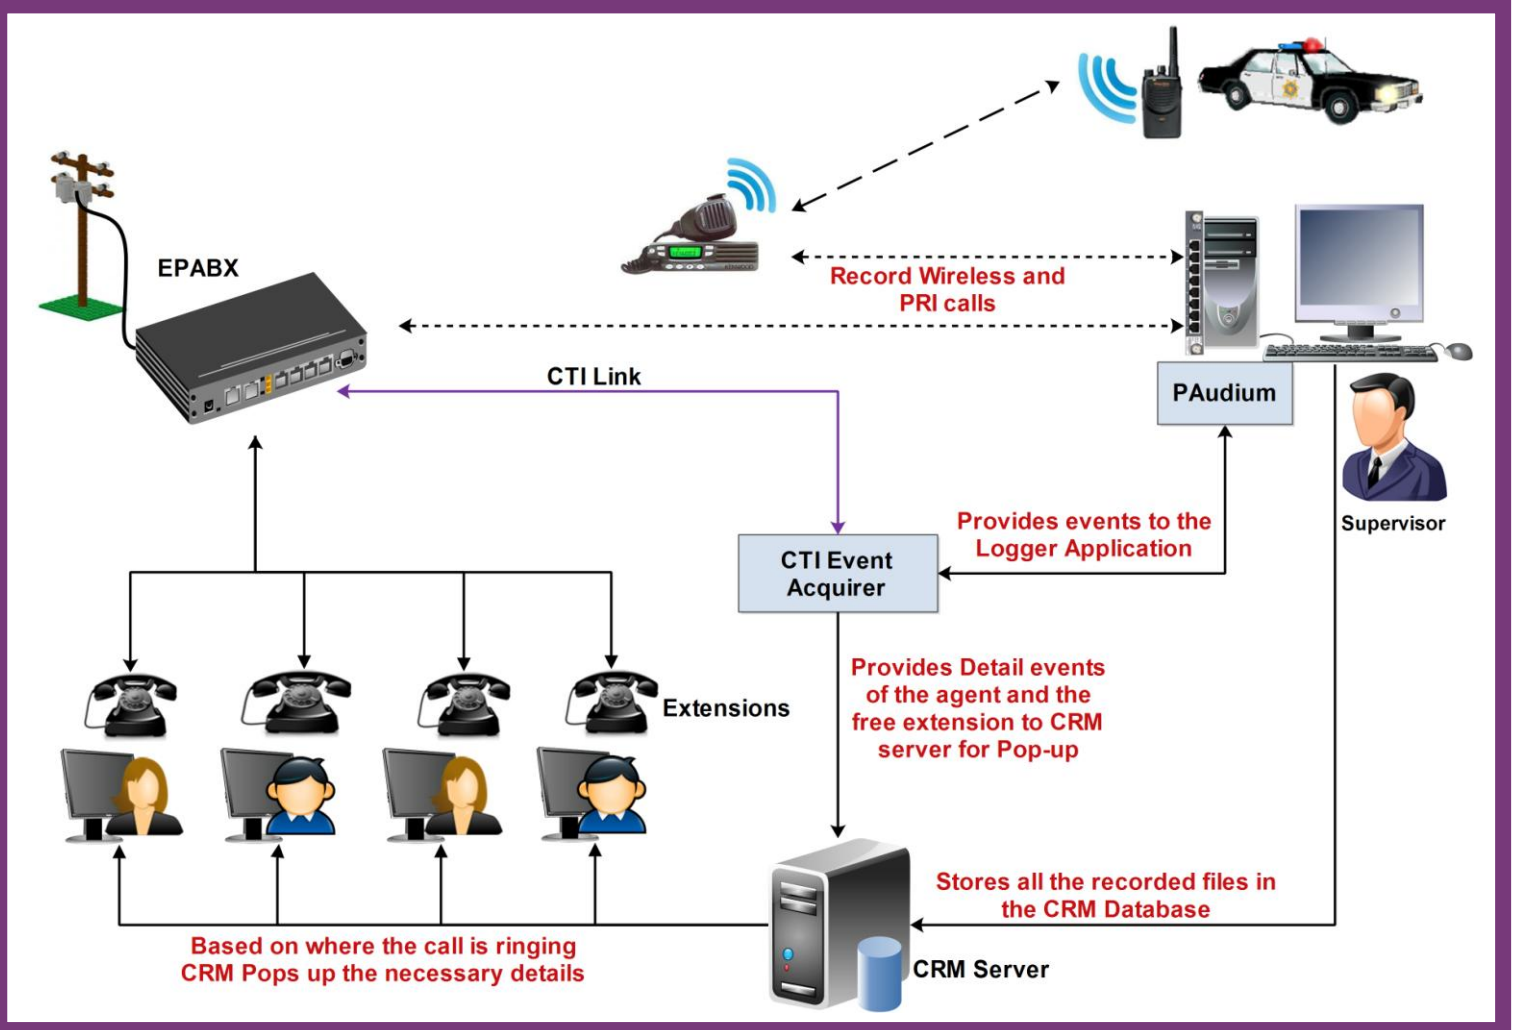 EPABX
Record Wireless and
PRI calls
CTI Link
PAudium
Supervisor
Provides events to the
Logger Application
CTI Event
Acquirer
Provides Detail events
of the agent and the
free extension to CRM
server for Pop-up
Extensions
Stores all the recorded files in
the CRM Database
Based on where the call is ringing
CRM Pops up the necessary details
CRM Server